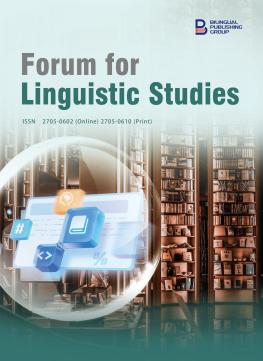 BILINGUAL
PUBLISHING
GROUP
Forum for
Linguistic Studies
ISSN 2705-0602 (Online) 2705-0610 (Print)
#
</>
%